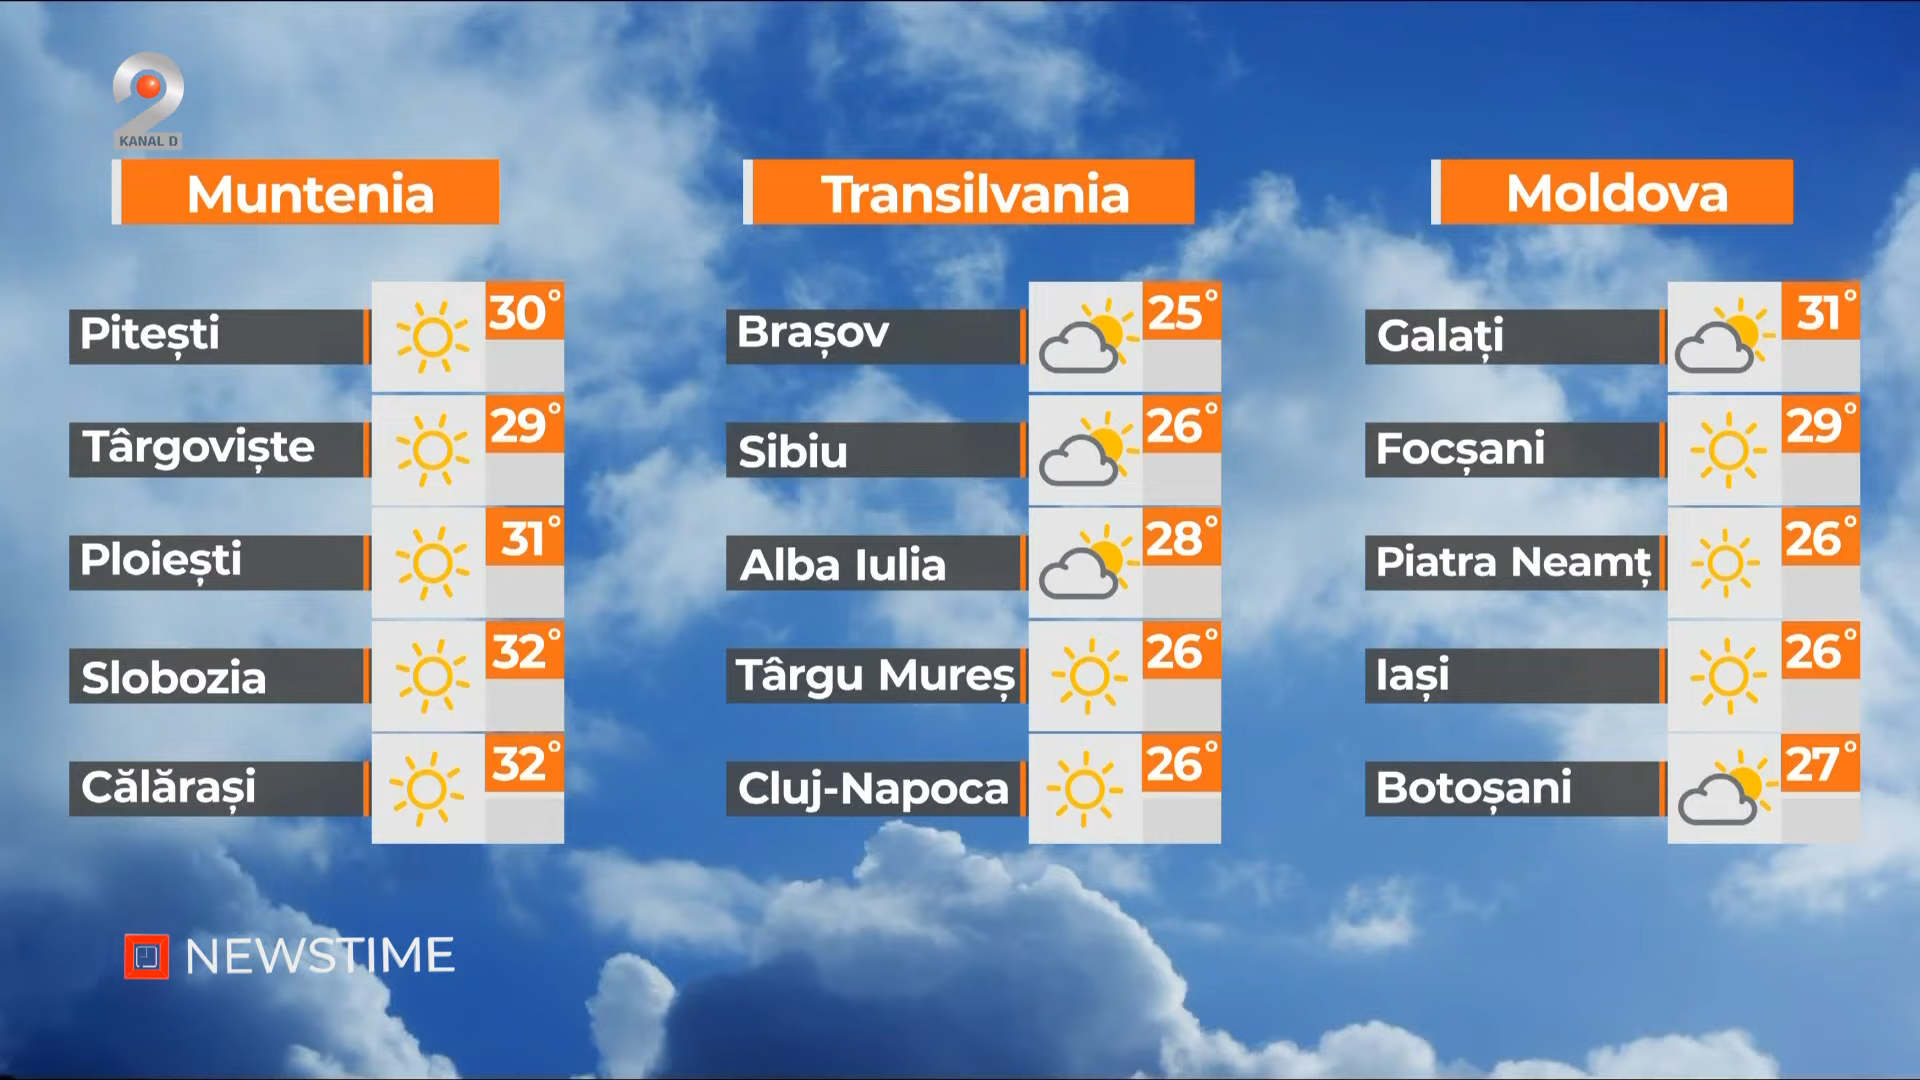 2
KANAL D
Muntenia
Pitești 30°
Târgoviște 29°
Ploiești 31°
Slobozia 32°
Călărași 32°
Transilvania
Brașov 25°
Sibiu 26°
Alba Iulia 28°
Târgu Mureș 26°
Cluj-Napoca 26°
Moldova
Galați 31°
Focșani 29°
Piatra Neamț 26°
Iași 26°
Botoșani 27°
NEWSTIME